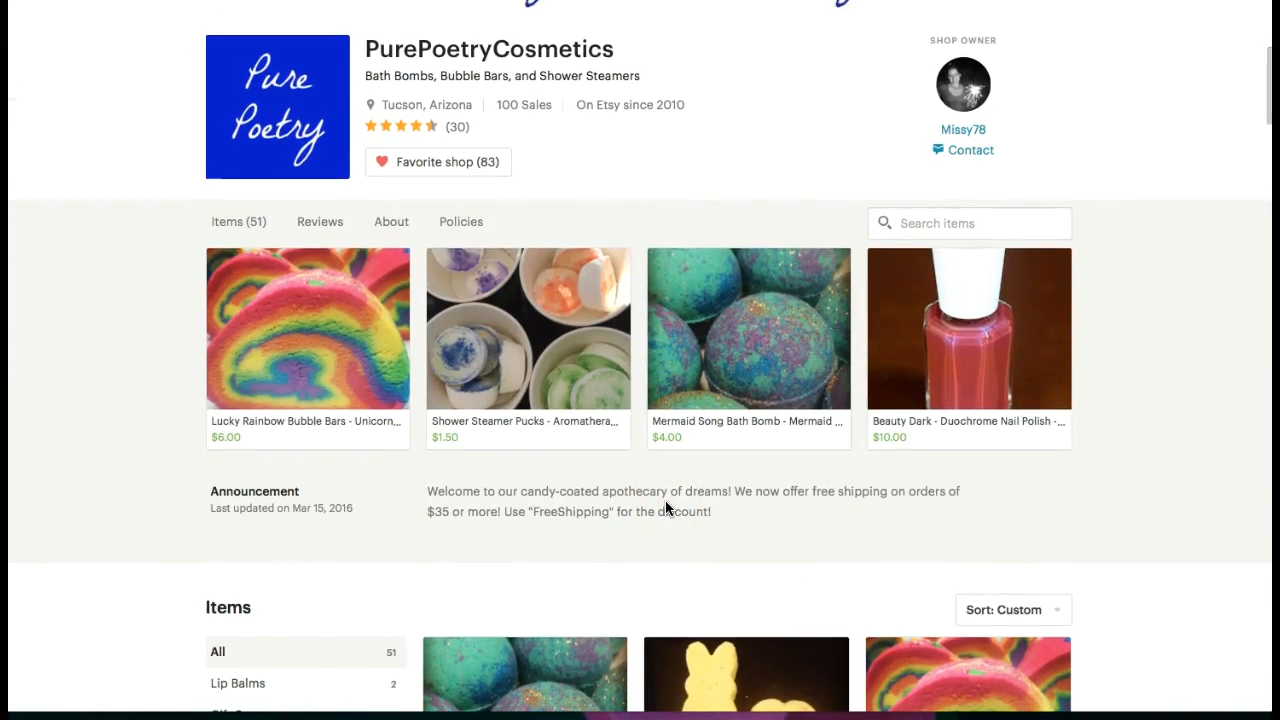 Pure
Poetry
PurePoetryCosmetics
Bath Bombs, Bubble Bars, and Shower Steamers
Tucson, Arizona 100 Sales On Etsy since 2010
(30)
Favorite shop (83)
SHOP OWNER
Missy78
Contact
Items (51) Reviews About Policies
Search items
Lucky Rainbow Bubble Bars - Unicorn...
$6.00
Shower Steamer Pucks - Aromathera...
$1.50
Mermaid Song Bath Bomb - Mermaid ...
$4.00
Beauty Dark - Duochrome Nail Polish -...
$10.00
Announcement
Last updated on Mar 15, 2016
Welcome to our candy-coated apothecary of dreams! We now offer free shipping on orders of
$35 or more! Use "FreeShipping" for the discount!
Items
Sort: Custom
All 51
Lip Balms 2